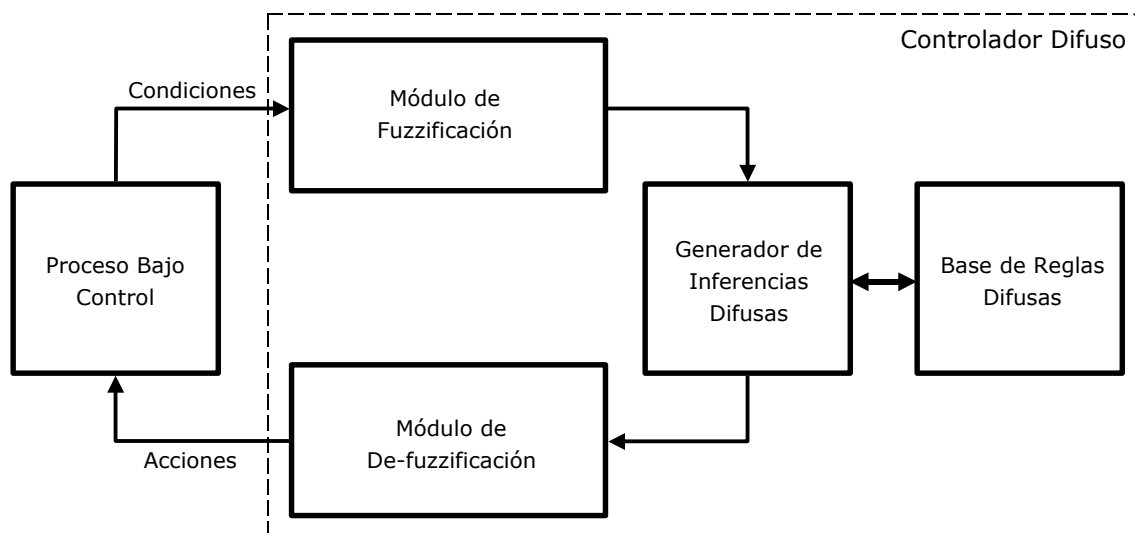 Controlador Difuso
Condiciones
Módulo de
Fuzzificación
Proceso Bajo
Control
Generador de
Inferencias
Difusas
Base de Reglas
Difusas
Módulo de
De-fuzzificación
Acciones